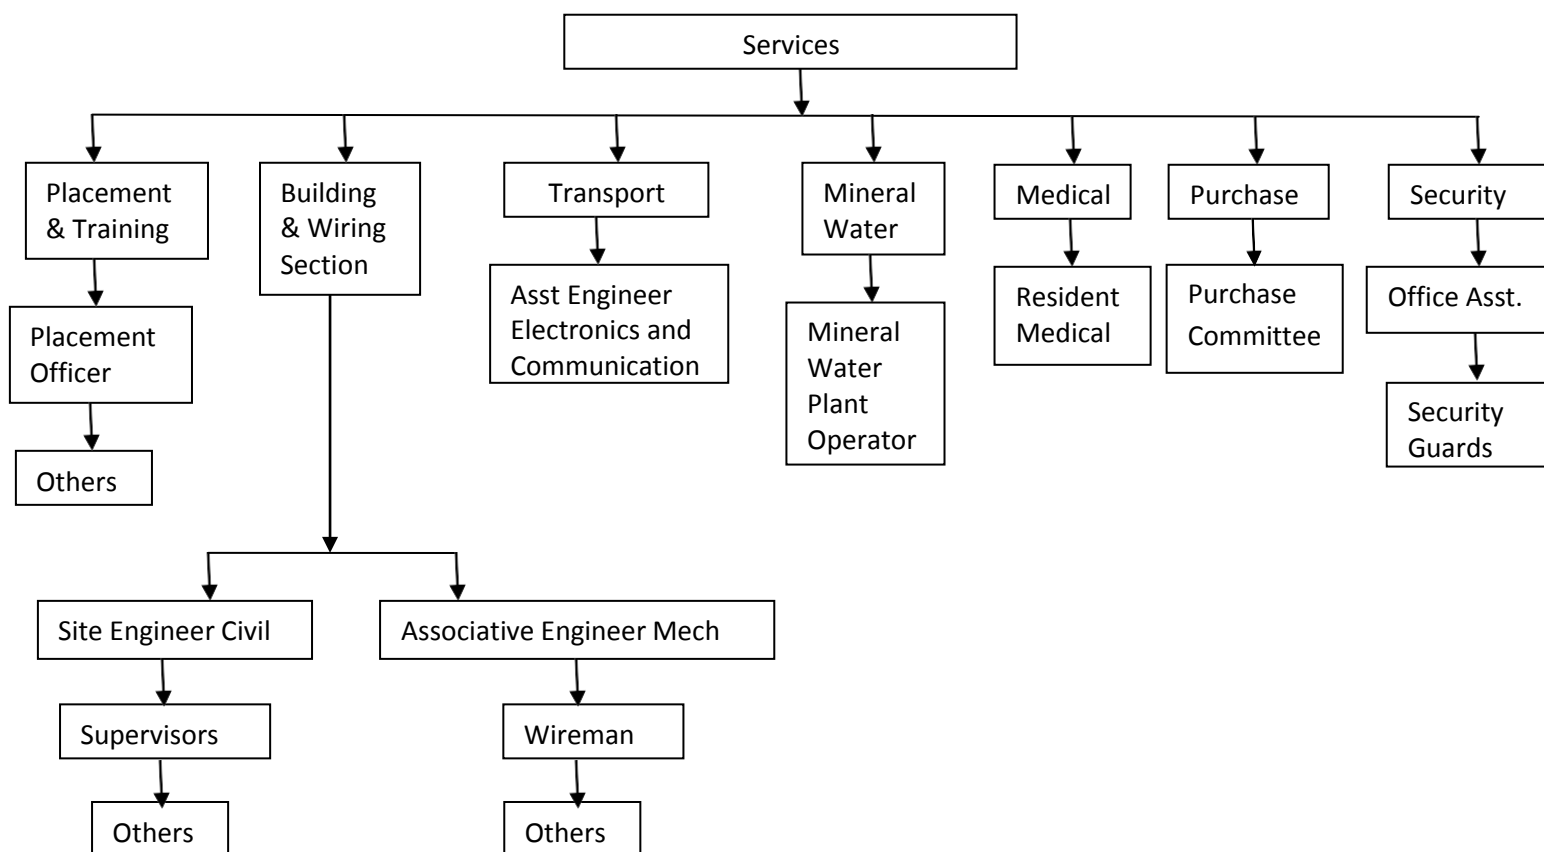 Services
Placement
& Training
Building
& Wiring
Section
Transport
Mineral
Water
Medical
Purchase
Security
Placement
Officer
Asst Engineer
Electronics and
Communication
Mineral
Water
Plant
Operator
Resident
Medical
Purchase
Committee
Office Asst.
Security
Guards
Others
Site Engineer Civil
Associative Engineer Mech
Supervisors
Wireman
Others
Others